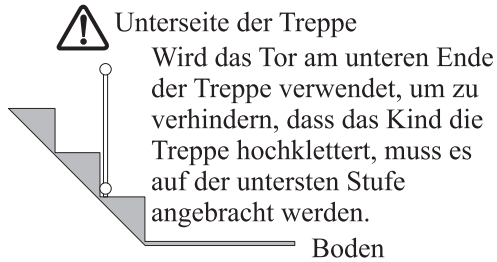 Unterseite der Treppe
Wird das Tor am unteren Ende
der Treppe verwendet, um zu
verhindern, dass das Kind die
Treppe hochklettert, muss es
auf der untersten Stufe
angebracht werden.
Boden